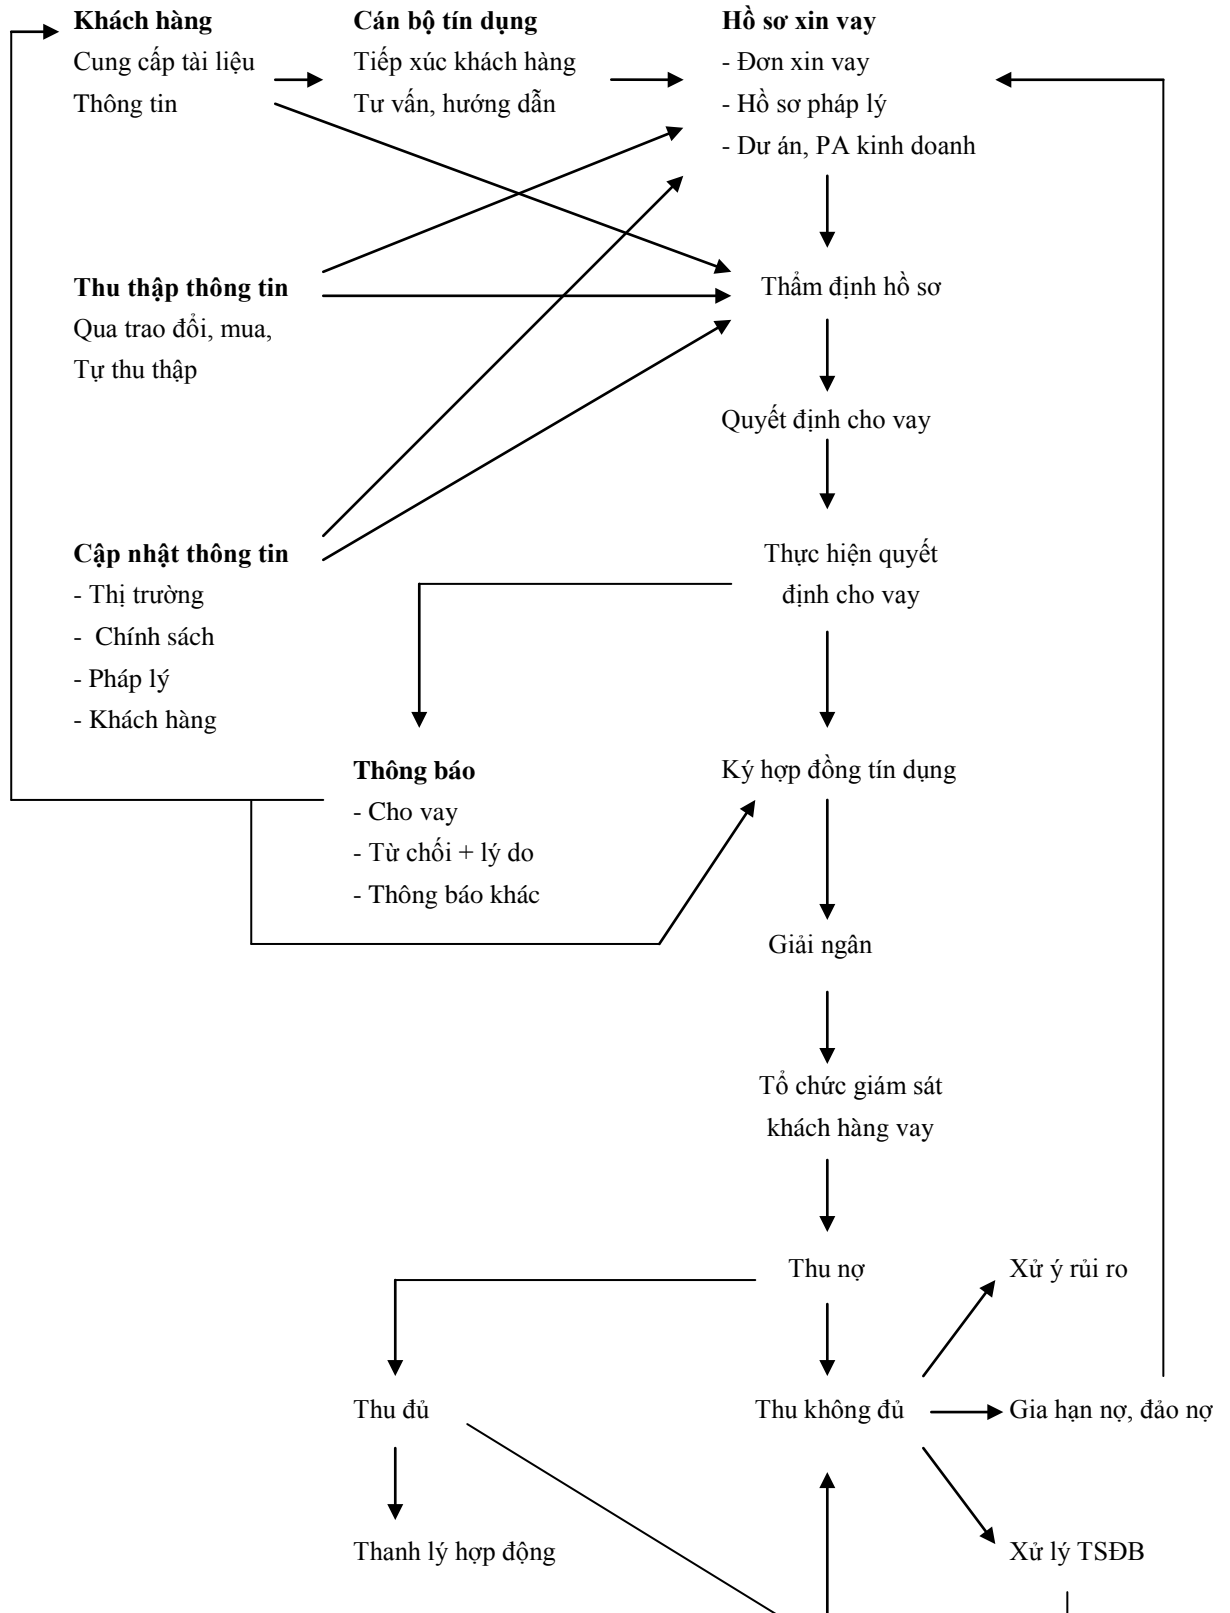 Khách hàng
Cung cấp tài liệu
Thông tin
Cán bộ tín dụng
Tiếp xúc khách hàng
Tư vấn, hướng dẫn
Hồ sơ xin vay
- Đơn xin vay
- Hồ sơ pháp lý
- Dư án, PA kinh doanh
Thu thập thông tin
Qua trao đổi, mua,
Tự thu thập
Thẩm định hồ sơ
Quyết định cho vay
Cập nhật thông tin
- Thị trường
- Chính sách
- Pháp lý
- Khách hàng
Thực hiện quyết
định cho vay
Thông báo
- Cho vay
- Từ chối + lý do
- Thông báo khác
Ký hợp đồng tín dụng
Giải ngân
Tổ chức giám sát
khách hàng vay
Thu nợ
Xử ý rủi ro
Thu đủ
Thu không đủ
Gia hạn nợ, đảo nợ
Thanh lý hợp động
Xử lý TSĐB